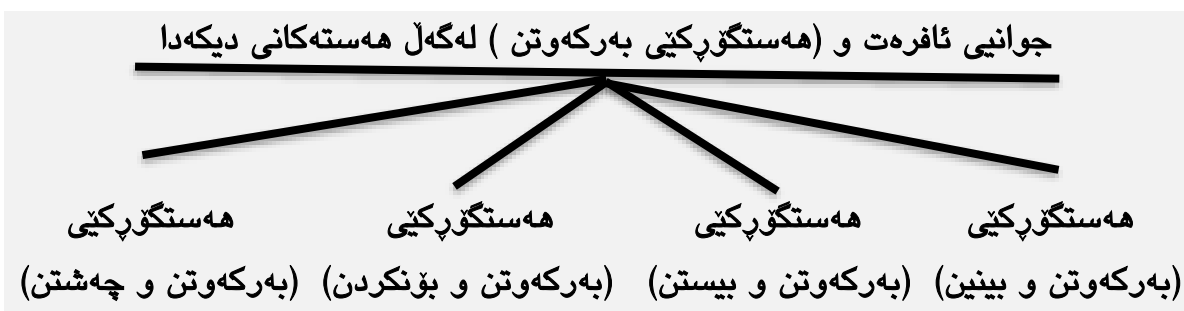 جوانیی ئافرەت و (هەستگۆڕکێی بەرکەوتن ) لەگەڵ هەستەکانی دیکەدا
هەستگۆڕکێی هەستگۆڕکێی هەستگۆڕکێی هەستگۆڕکێی
(بەرکەوتن و بینین) (بەرکەوتن و بیستن) (بەرکەوتن و بۆنکردن) (بەرکەوتن و چەشتن)